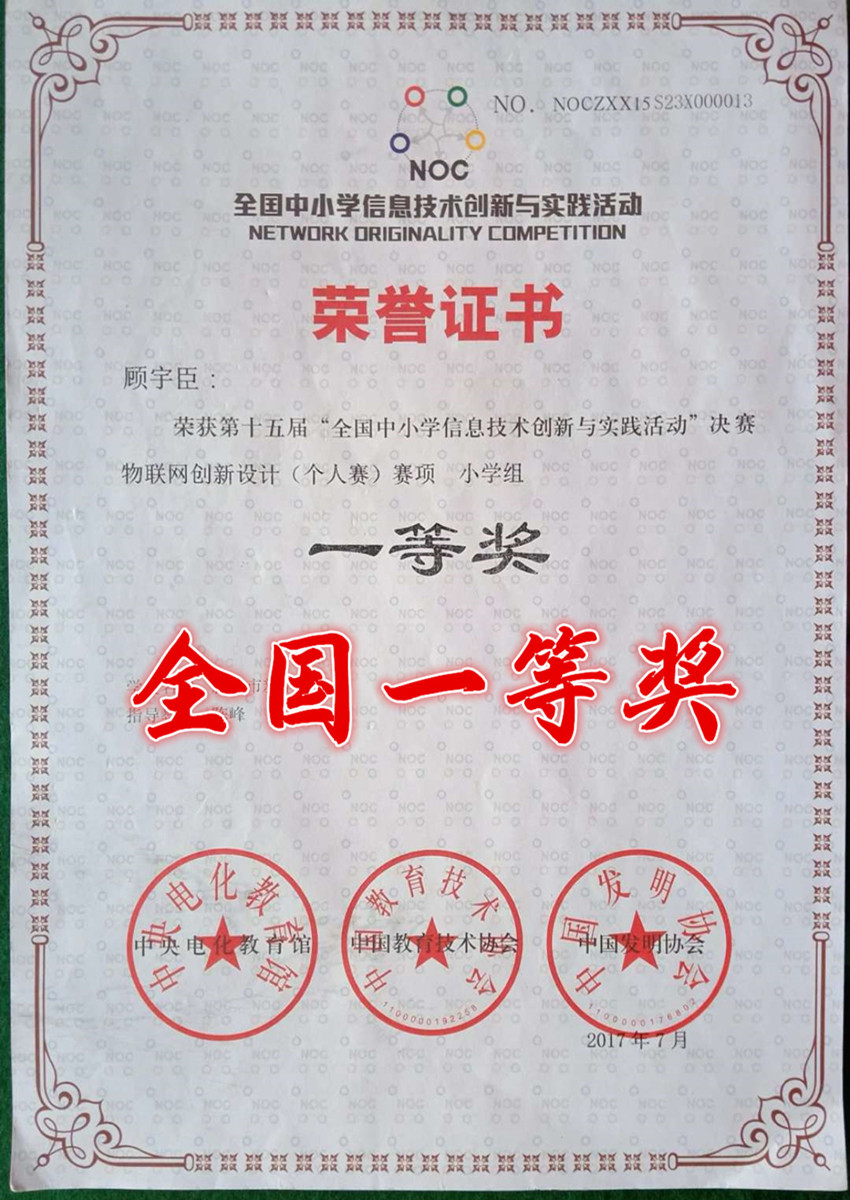 NO. NOCZXX15S23X000013
NOC
全国中小学信息技术创新与实践活动
NETWORK ORIGINALITY COMPETITION
荣誉证书
顾宇臣：
荣获第十五届“全国中小学信息技术创新与实践活动”决赛
物联网创新设计（个人赛）赛项 小学组
一等奖
全国一等奖
指导
峰
中央电化教育馆
中央电化教育馆
中国教育技术协会
中国教育技术协会
1100000192258
中国发明协会
中国发明协会
1100000176802
2017年7月